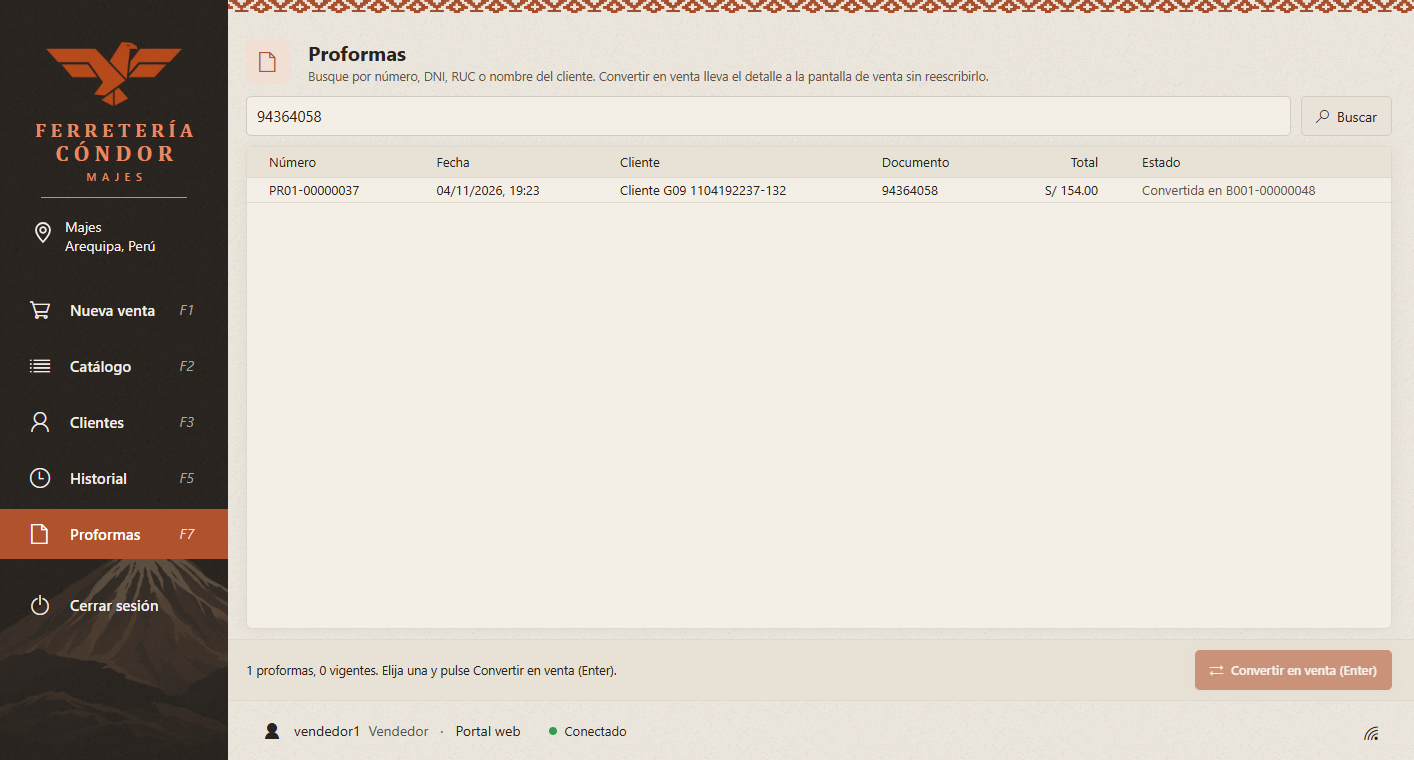 FERRETERÍA
CÓNDOR
MAJES
Majes
Arequipa, Perú
Nueva venta F1
Catálogo F2
Clientes F3
Historial F5
Proformas F7
Cerrar sesión
Proformas
Busque por número, DNI, RUC o nombre del cliente. Convertir en venta lleva el detalle a la pantalla de venta sin reescribirlo.
94364058
Buscar
Número Fecha Cliente Documento Total Estado
PR01-00000037 04/11/2026, 19:23 Cliente G09 1104192237-132 94364058 S/ 154.00 Convertida en B001-00000048
1 proformas, 0 vigentes. Elija una y pulse Convertir en venta (Enter).
Convertir en venta (Enter)
vendedor1 Vendedor · Portal web Conectado